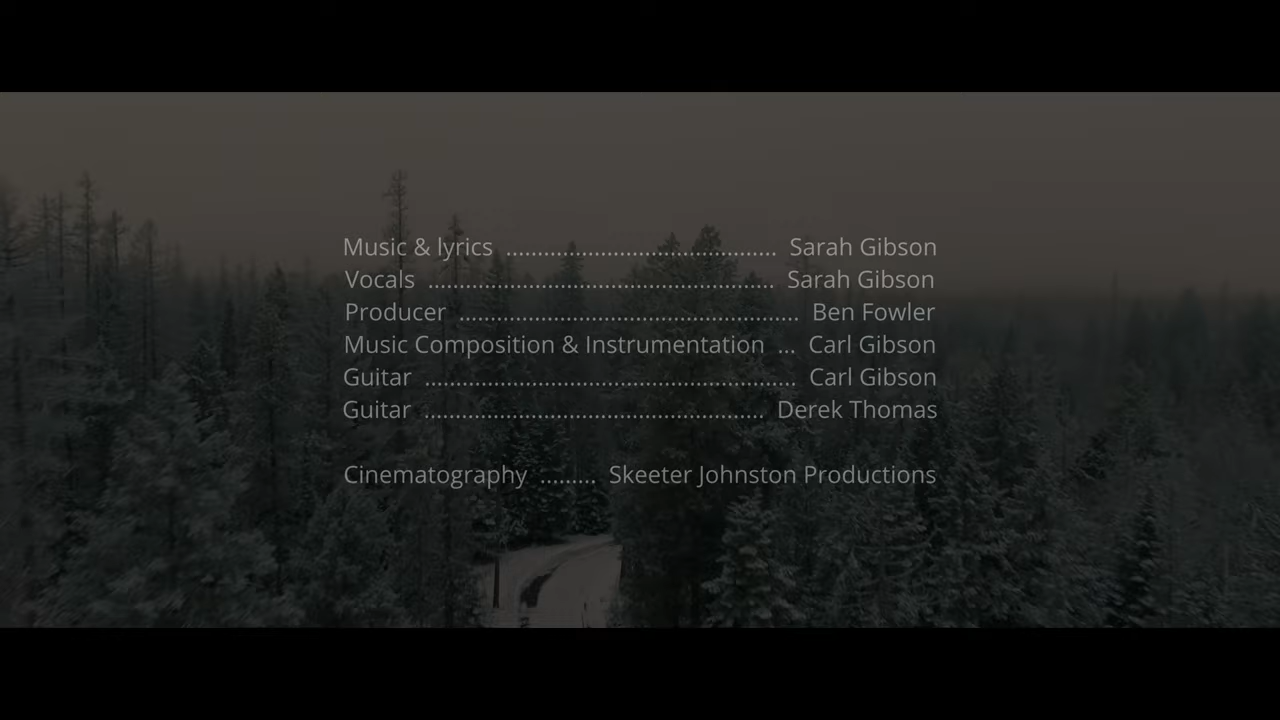 Music & lyrics ........................................... Sarah Gibson
Vocals ....................................................... Sarah Gibson
Producer ...................................................... Ben Fowler
Music Composition & Instrumentation ... Carl Gibson
Guitar ........................................................... Carl Gibson
Guitar ...................................................... Derek Thomas
Cinematography ......... Skeeter Johnston Productions